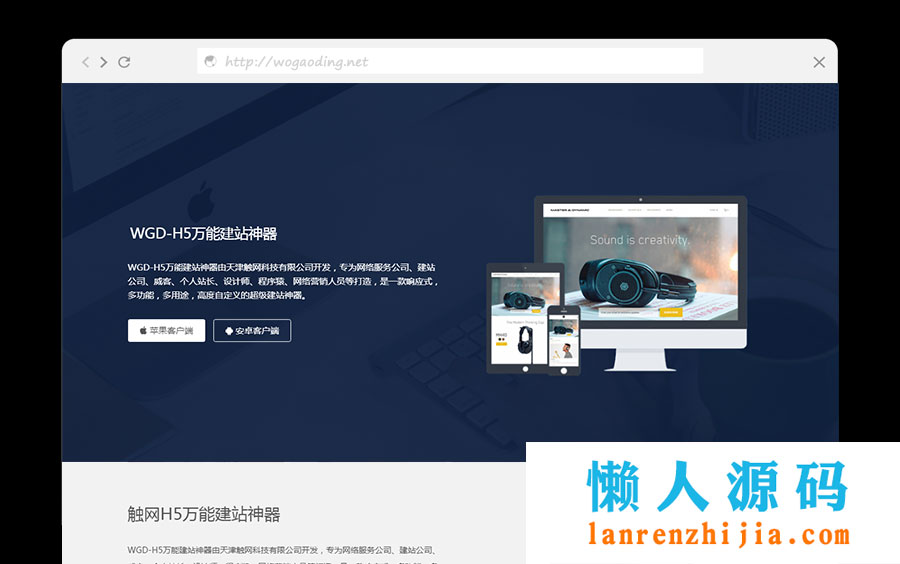 http://wogaoding.net
WGD-H5万能建站神器
WGD-H5万能建站神器由天津触网科技有限公司开发，专为网络服务公司、建站
公司、威客、个人站长、设计师、程序猿、网络营销人员等打造，是一款响应式，
多功能，多用途，高度自定义的超级建站神器。
苹果客户端
安卓客户端
MASTER & DYNAMIC
Sound is creativity.
触网H5万能建站神器
WGD-H5万能建站神器由天津触网科技有限公司开发，专为网络服务公司、建站公司、
懒人源码
lanrenzhijia.com